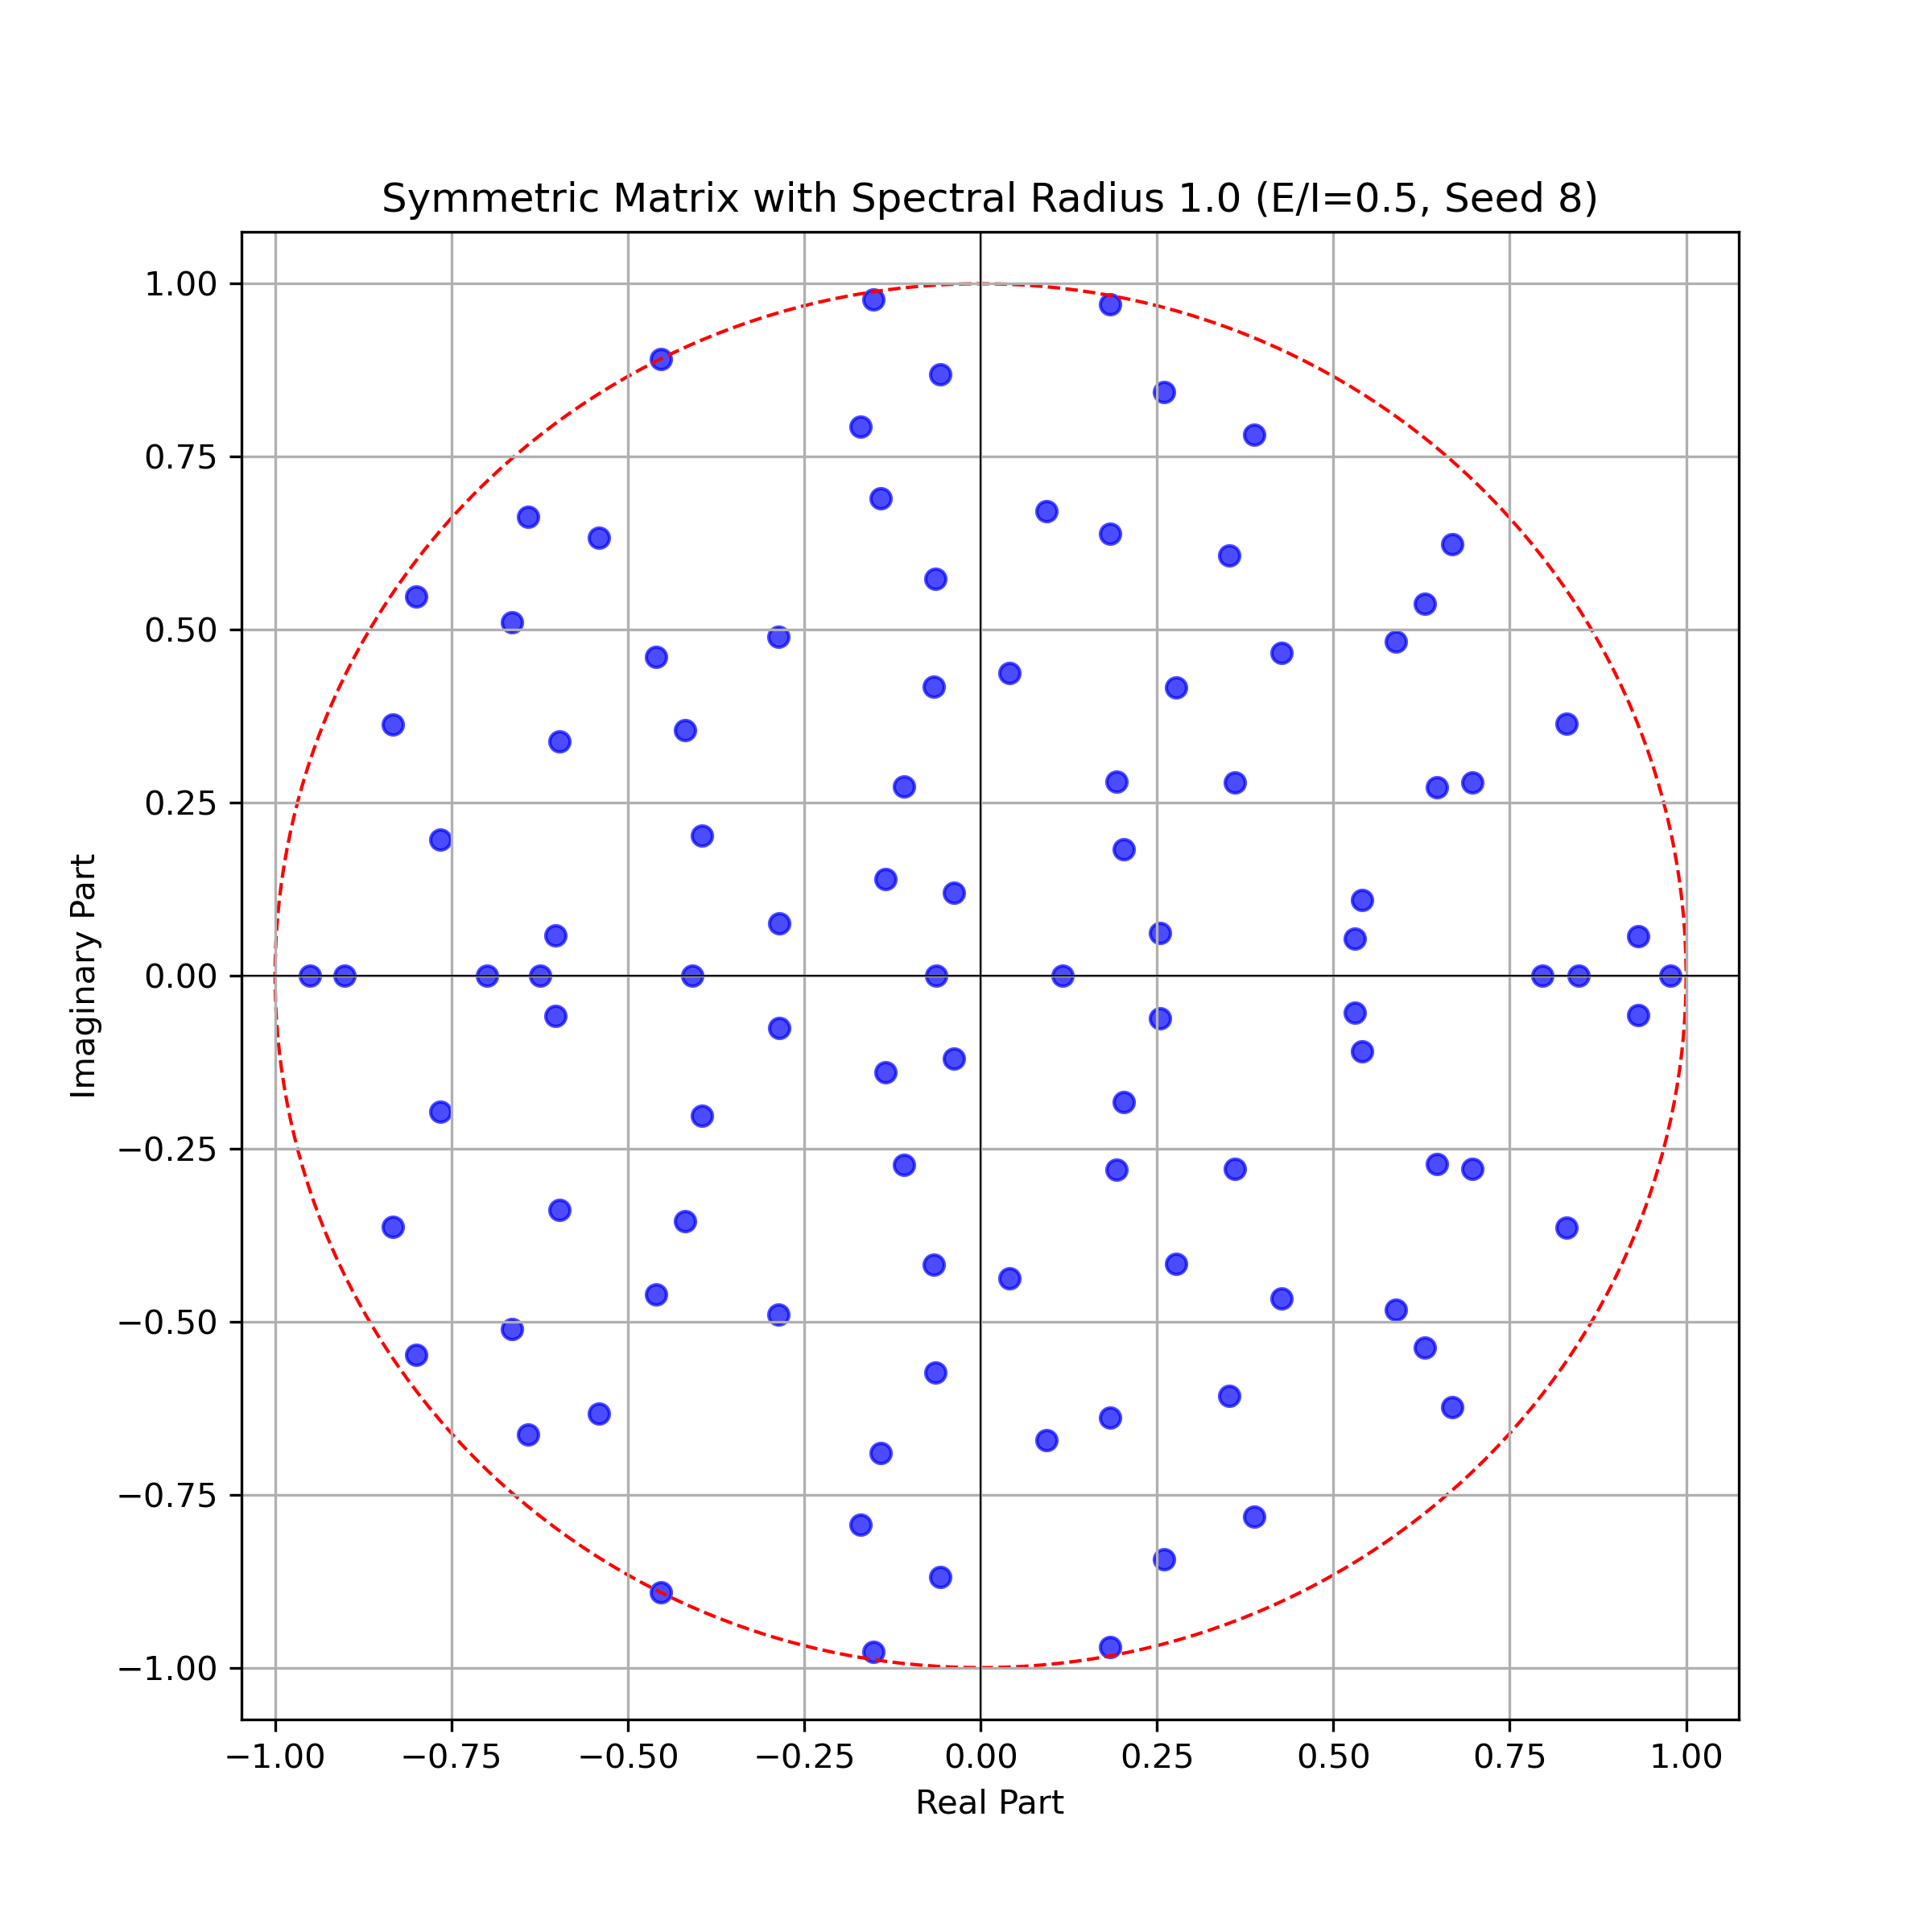 Symmetric Matrix with Spectral Radius 1.0 (E/I=0.5, Seed 8)
1.00
0.75
0.50
0.25
0.00
−0.25
−0.50
−0.75
−1.00
Imaginary Part
−1.00 −0.75 −0.50 −0.25 0.00 0.25 0.50 0.75 1.00
Real Part